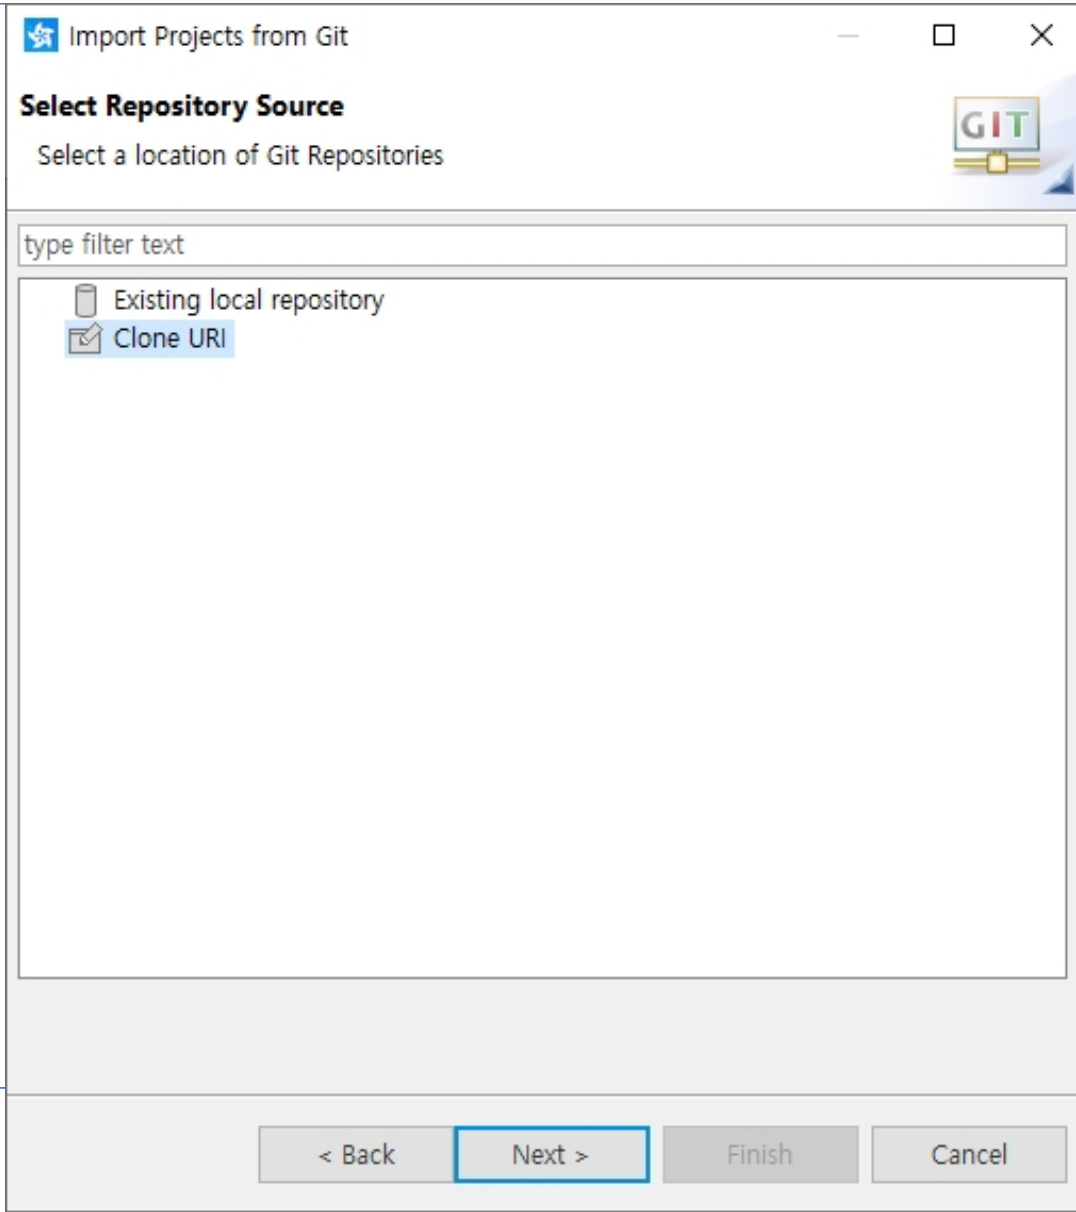 Import Projects from Git
Select Repository Source
Select a location of Git Repositories
GIT
type filter text
Existing local repository
Clone URI
< Back
Next >
Finish
Cancel